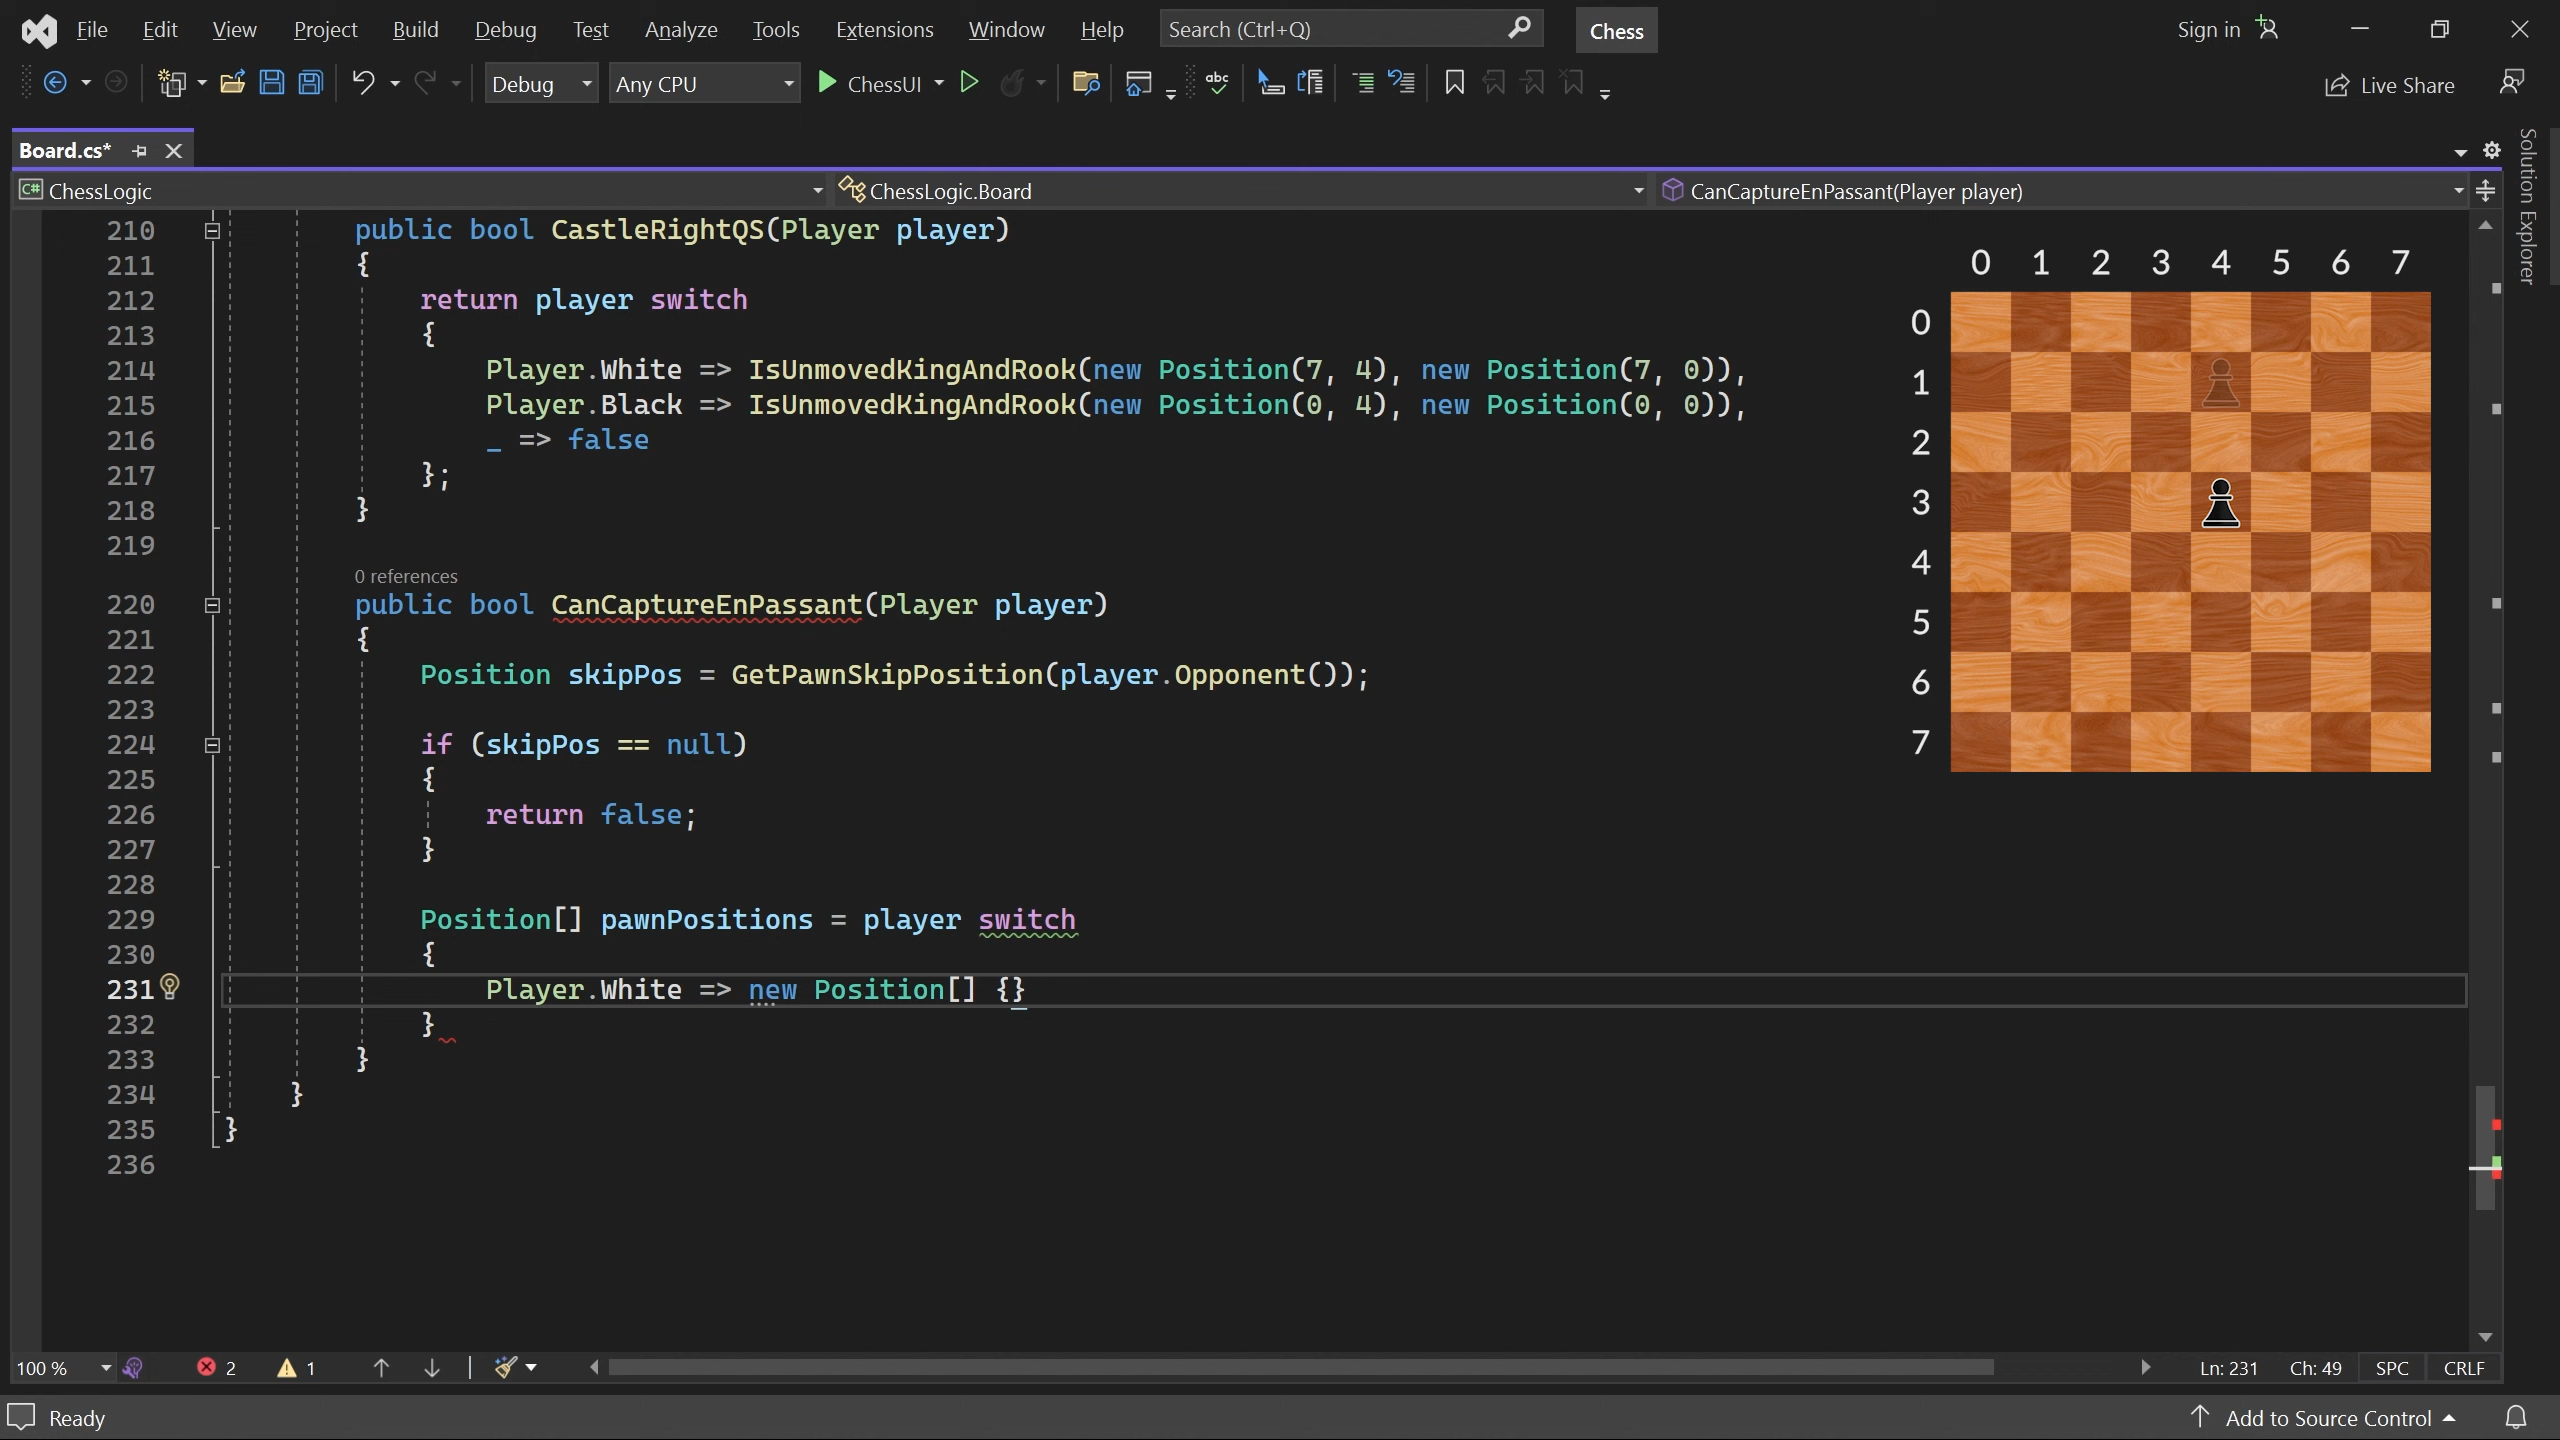 File Edit View Project Build Debug Test Analyze Tools Extensions Window Help Search (Ctrl+Q) Chess Sign in
Debug Any CPU ChessUI abc Live Share
Board.cs*
Solution Explorer
C# ChessLogic ChessLogic.Board CanCaptureEnPassant(Player player)
210 public bool CastleRightQS(Player player)
211 {
212 return player switch
213 {
214 Player.White => IsUnmovedKingAndRook(new Position(7, 4), new Position(7, 0)),
215 Player.Black => IsUnmovedKingAndRook(new Position(0, 4), new Position(0, 0)),
216 _ => false
217 };
218 }
219
0 references
220 public bool CanCaptureEnPassant(Player player)
221 {
222 Position skipPos = GetPawnSkipPosition(player.Opponent());
223
224 if (skipPos == null)
225 {
226 return false;
227 }
228
229 Position[] pawnPositions = player switch
230 {
231 Player.White => new Position[] {}
232 }
233 }
234 }
235 }
236
0 1 2 3 4 5 6 7
0
1
2
3
4
5
6
7
100 % 2 1 Ln: 231 Ch: 49 SPC CRLF
Ready Add to Source Control